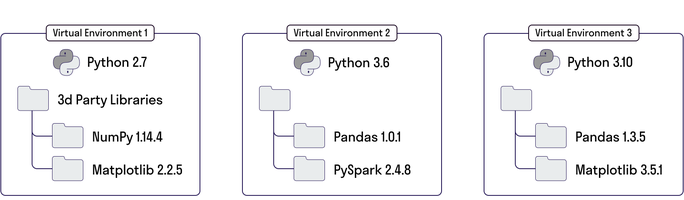 Virtual Environment 1
Python 2.7
3d Party Libraries
NumPy 1.14.4
Matplotlib 2.2.5
Virtual Environment 2
Python 3.6
Pandas 1.0.1
PySpark 2.4.8
Virtual Environment 3
Python 3.10
Pandas 1.3.5
Matplotlib 3.5.1